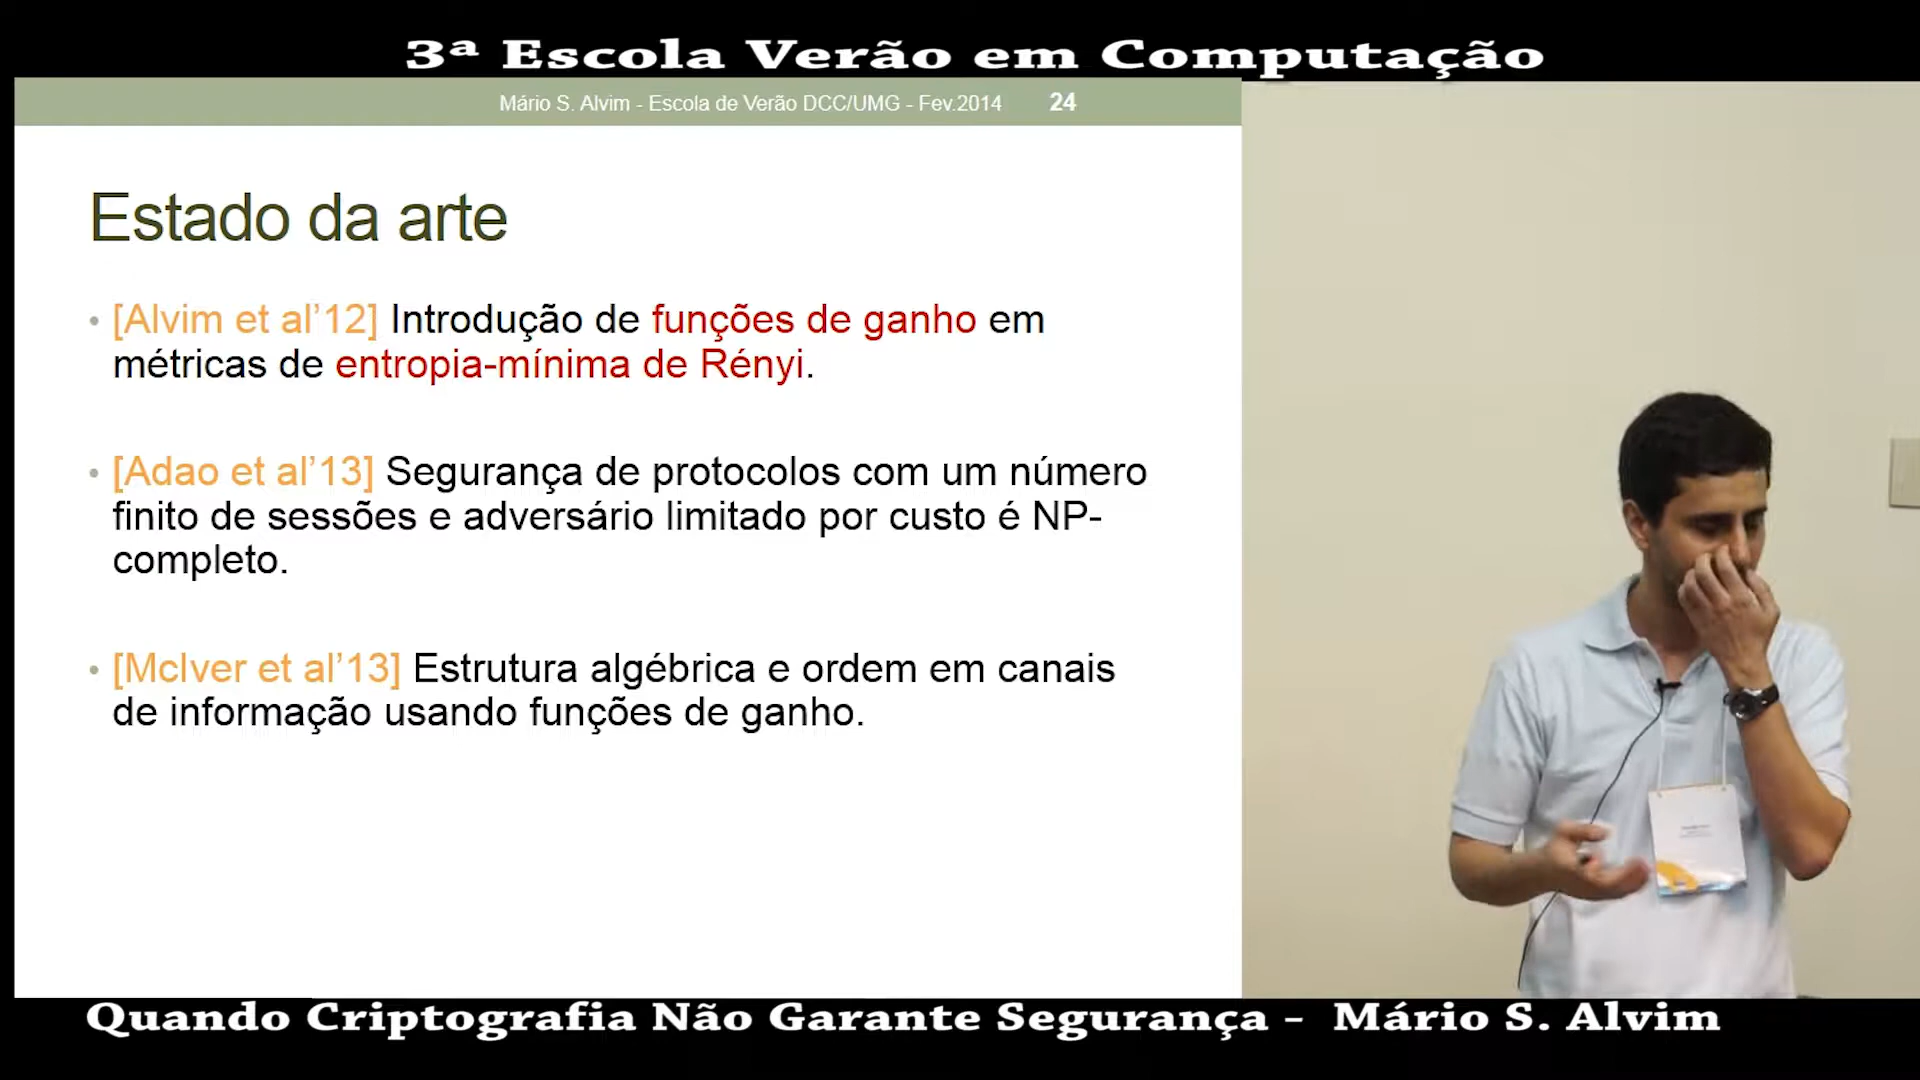 3ª Escola Verão em Computação
Mário S. Alvim - Escola de Verão DCC/UMG - Fev.2014 24
Estado da arte
• [Alvim et al’12] Introdução de funções de ganho em
métricas de entropia-mínima de Rényi.
• [Adao et al’13] Segurança de protocolos com um número
finito de sessões e adversário limitado por custo é NP-
completo.
• [McIver et al’13] Estrutura algébrica e ordem em canais
de informação usando funções de ganho.
Quando Criptografia Não Garante Segurança - Mário S. Alvim